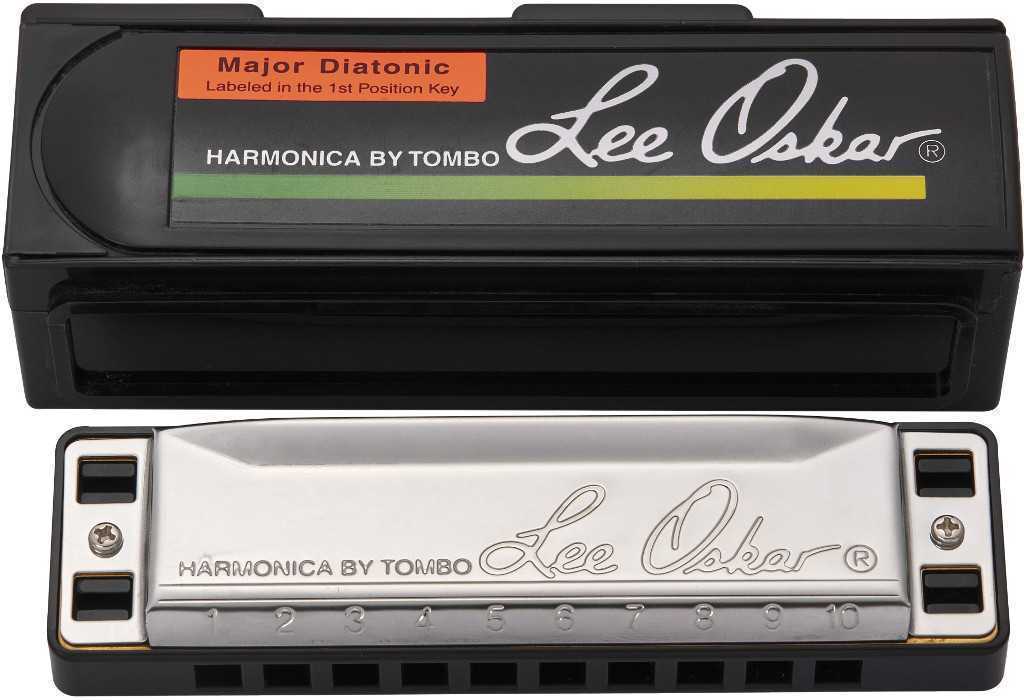 Major Diatonic
Labeled in the 1st Position Key
HARMONICA BY TOMBO Lee Oskar ®
HARMONICA BY TOMBO Lee Oskar ®
1 2 3 4 5 6 7 8 9 10